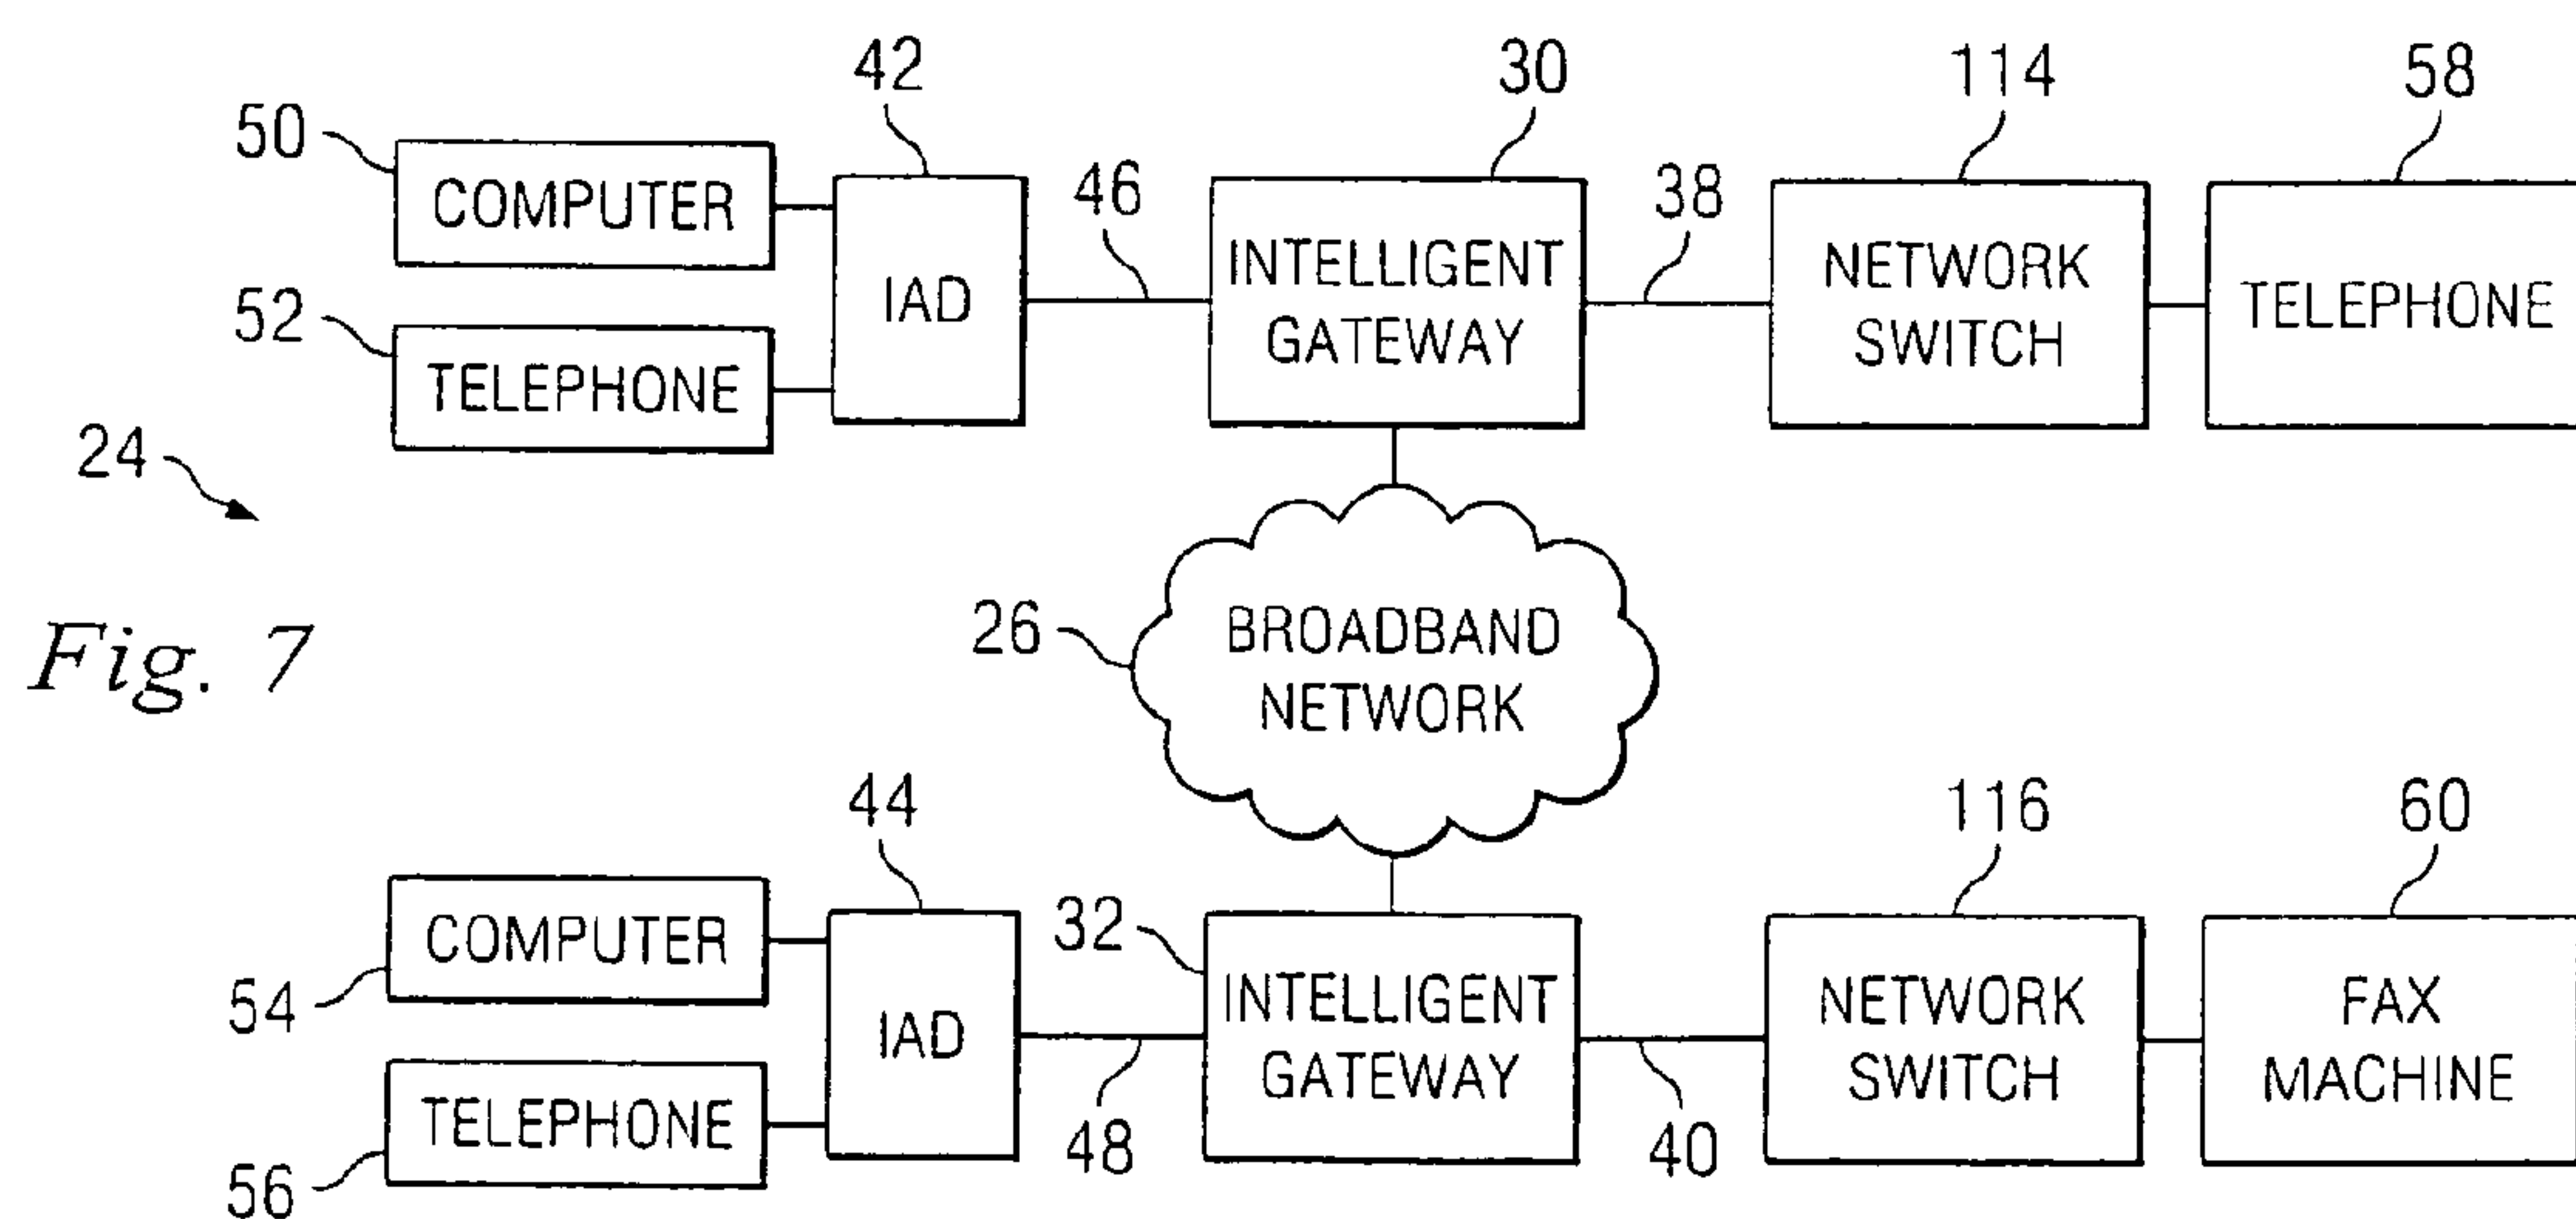 42
30
114
58
50
COMPUTER
46
38
INTELLIGENT
GATEWAY
NETWORK
SWITCH
TELEPHONE
IAD
52
TELEPHONE
24
26
BROADBAND
NETWORK
Fig. 7
44
116
60
COMPUTER
32
54
IAD
INTELLIGENT
GATEWAY
NETWORK
SWITCH
FAX
MACHINE
TELEPHONE
48
40
56